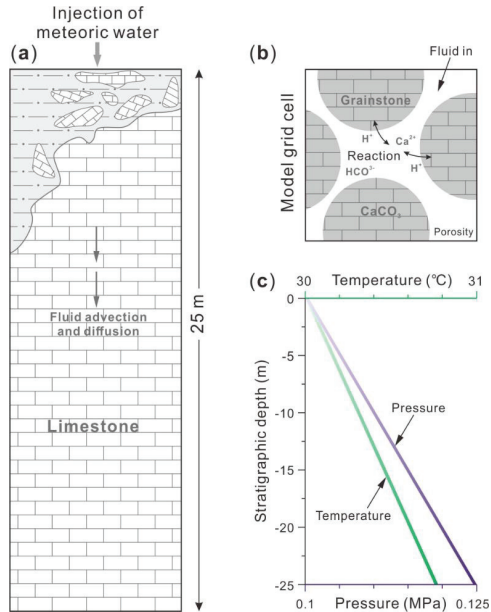 Injection of
meteoric water
(a)
25 m
Fluid advection
and diffusion
Limestone
(b)
Fluid in
Model grid cell
Grainstone
H⁺
Ca²⁺
Reaction
HCO³⁻
H⁺
CaCO₃
Porosity
(c)
Temperature (℃)
30
31
0
-5
-10
-15
-20
-25
Stratigraphic depth (m)
Pressure
Temperature
0.1
0.125
Pressure (MPa)